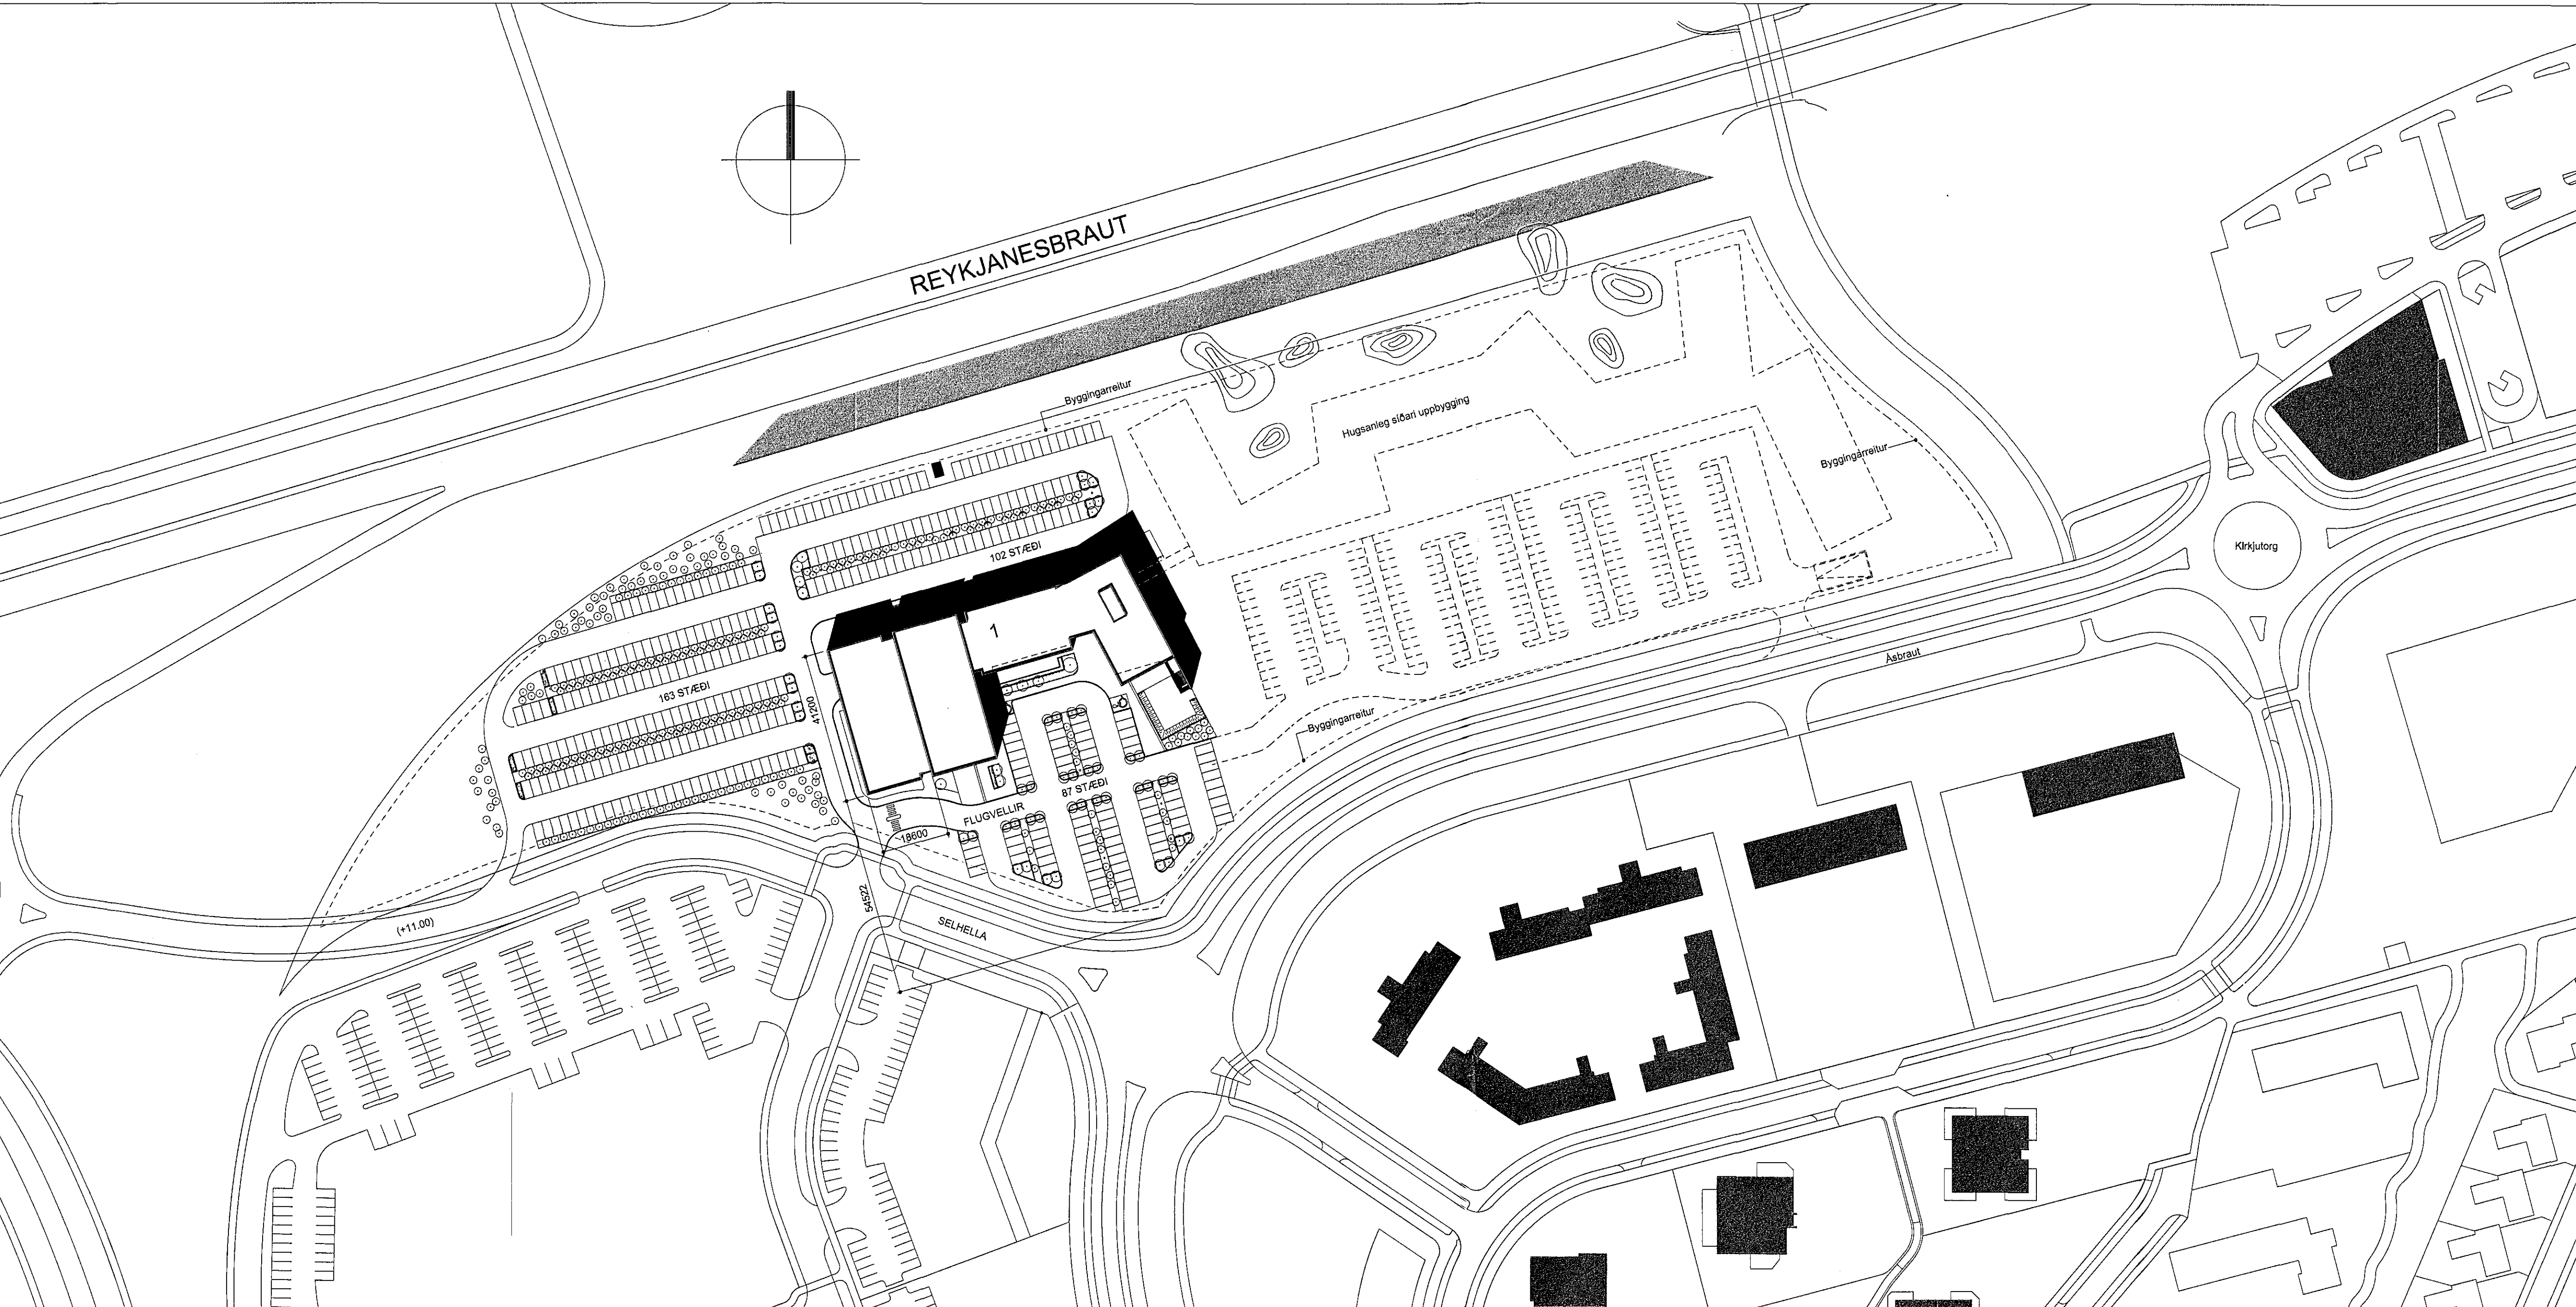 REYKJANESBRAUT
Byggingarreitur
Hugsanleg síðari uppbygging
Byggingarreitur
102 STÆÐI
Kirkjutorg
1
Åsbraut
163 STÆÐI
41200
Byggingarreitur
87 STÆÐI
FLUGVELLIR
18600
54522
(+11.00)
SELHELLA